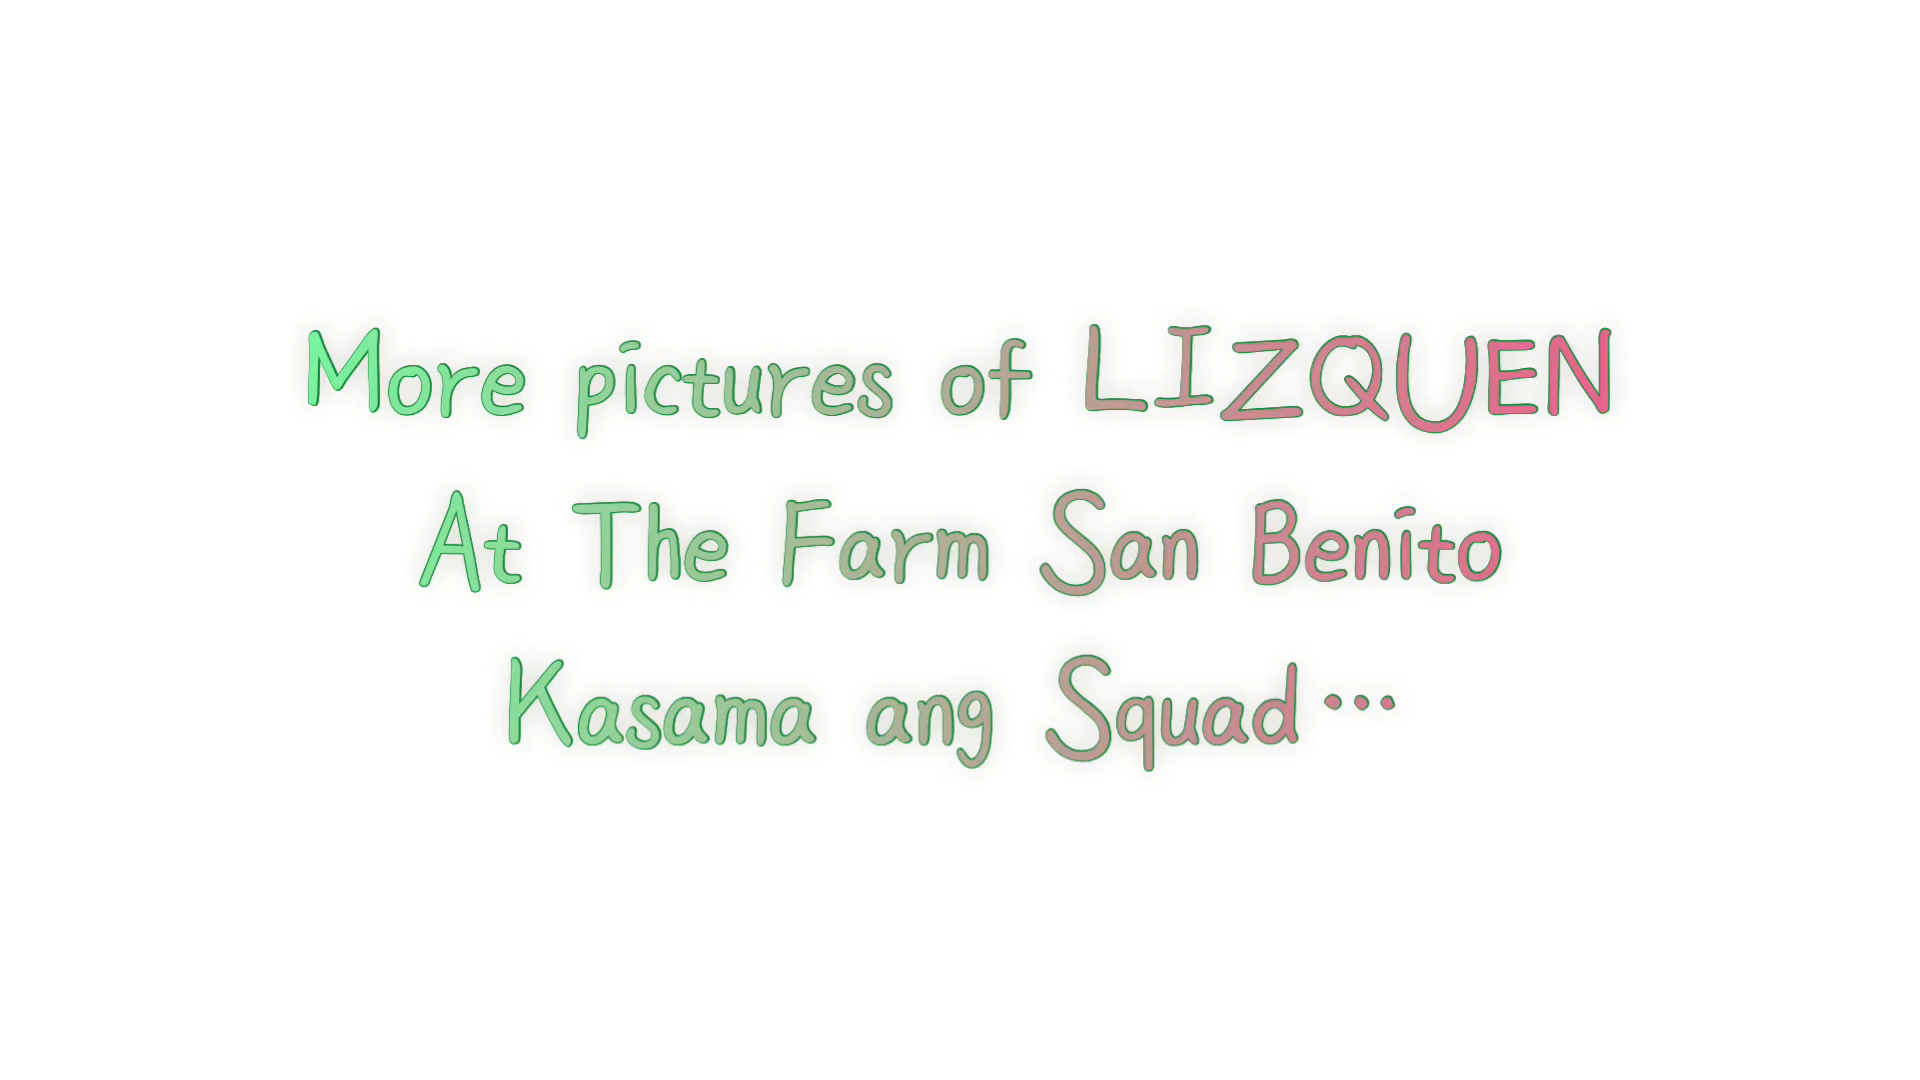 More pictures of LIZQUEN
At The Farm San Benito
Kasama ang Squad...